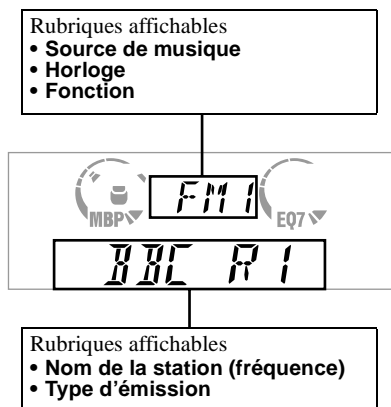 Rubriques affichables
• Source de musique
• Horloge
• Fonction
FM1
MBP EQ7
BBC R1
Rubriques affichables
• Nom de la station (fréquence)
• Type d'émission